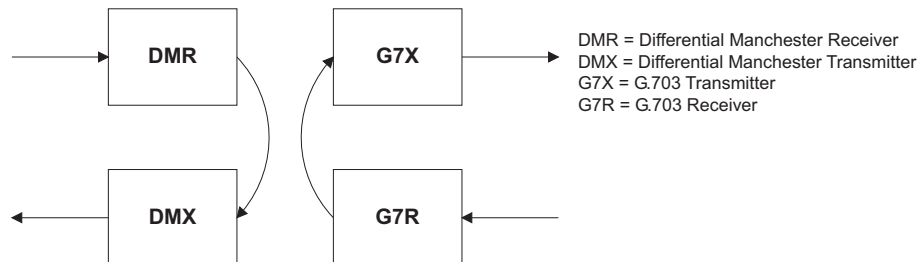 DMR
G7X
DMR = Differential Manchester Receiver
DMX = Differential Manchester Transmitter
G7X = G.703 Transmitter
G7R = G.703 Receiver
DMX
G7R